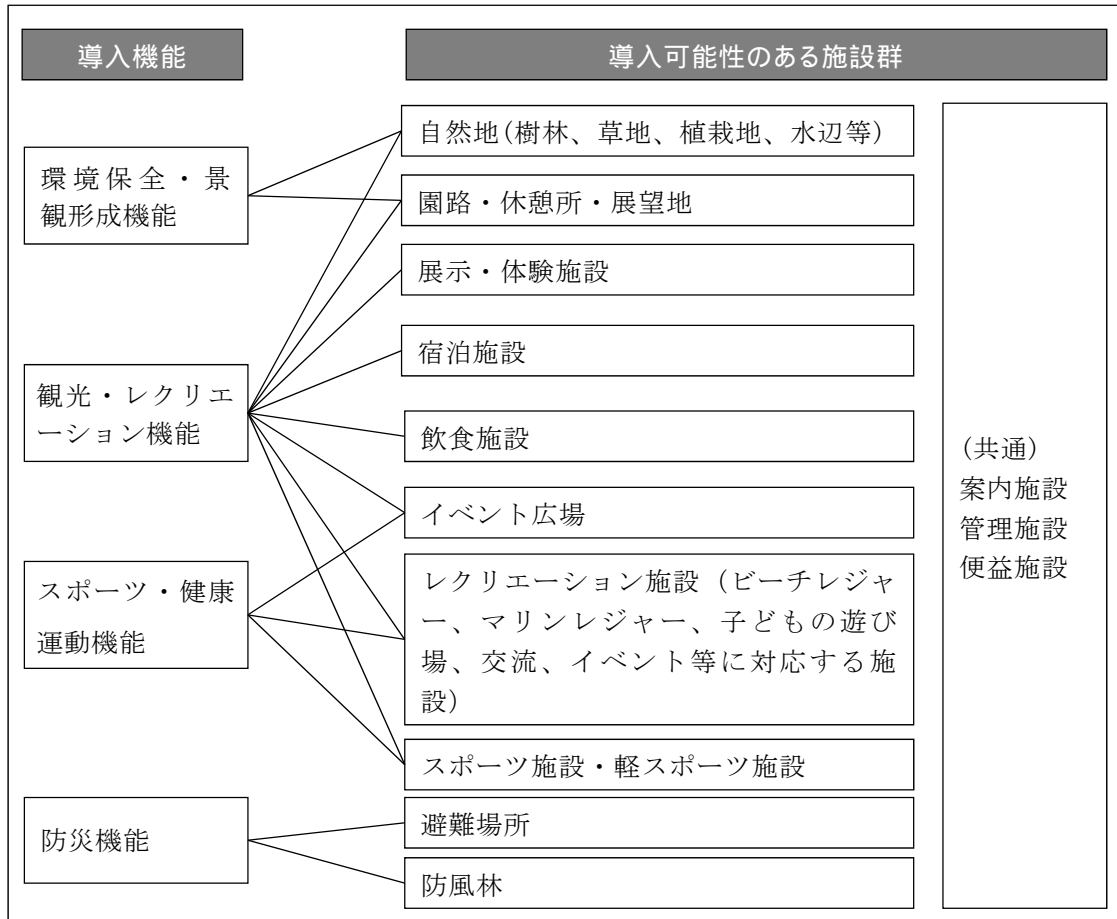 導入機能
導入可能性のある施設群
環境保全・景
観形成機能
観光・レクリエ
ーション機能
スポーツ・健康
運動機能
防災機能
自然地(樹林、草地、植栽地、水辺等)
園路・休憩所・展望地
展示・体験施設
宿泊施設
飲食施設
イベント広場
レクリエーション施設(ビーチレジャ
ー、マリンレジャー、子どもの遊び
場、交流、イベント等に対応する施
設)
スポーツ施設・軽スポーツ施設
避難場所
防風林
(共通)
案内施設
管理施設
便益施設